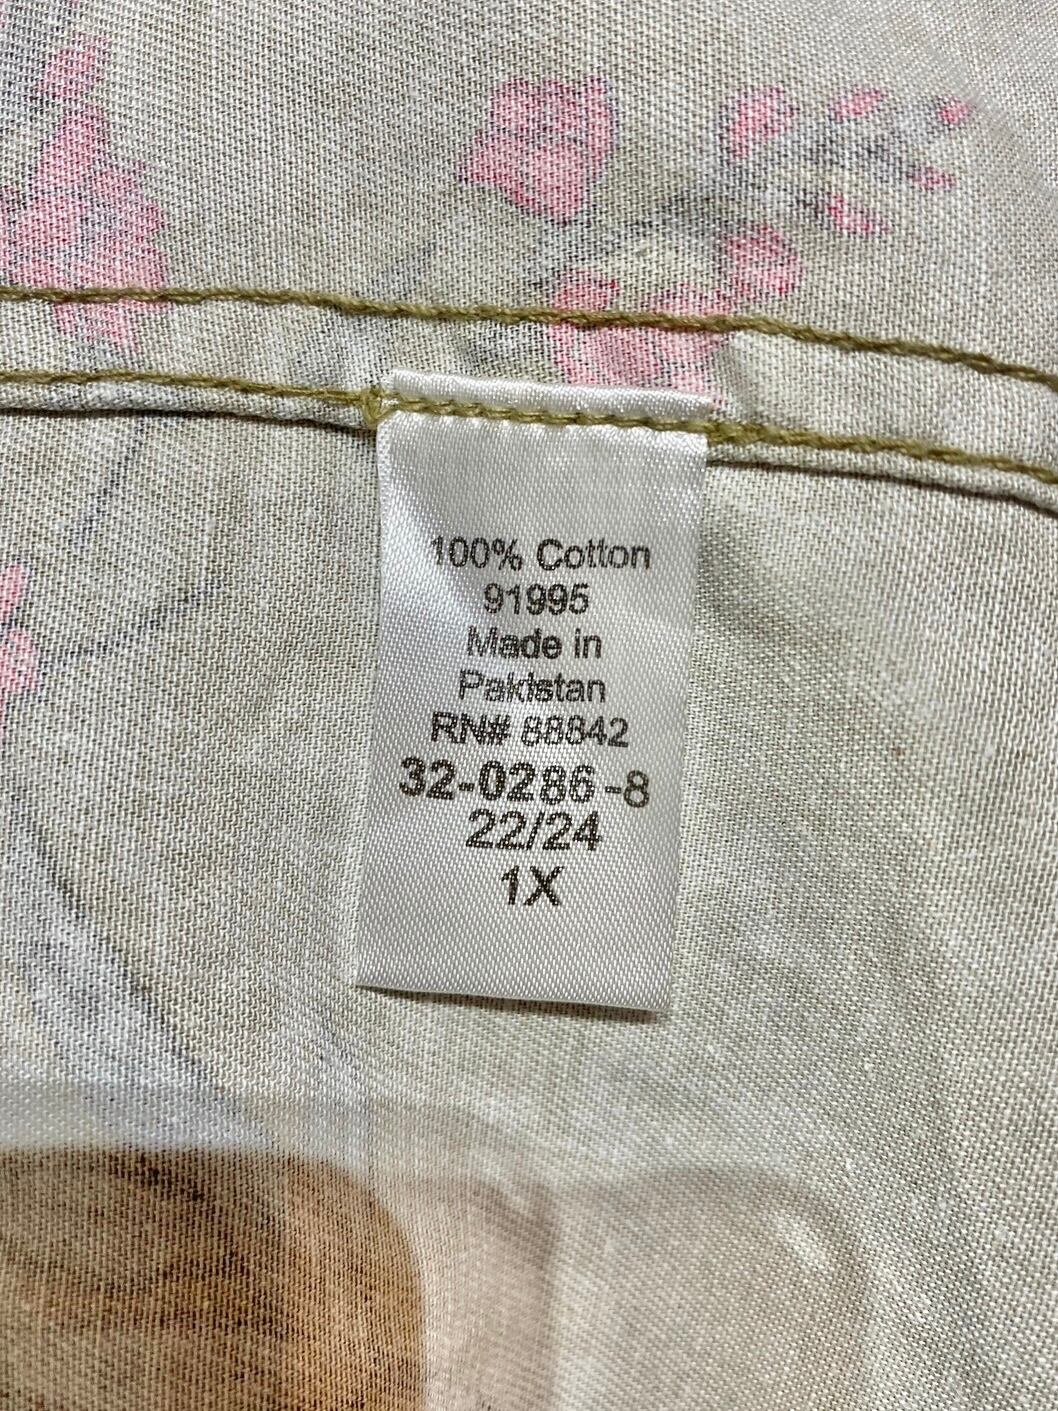 100% Cotton
91995
Made in
Pakistan
RN# 88842
32-0286-8
22/24
1X